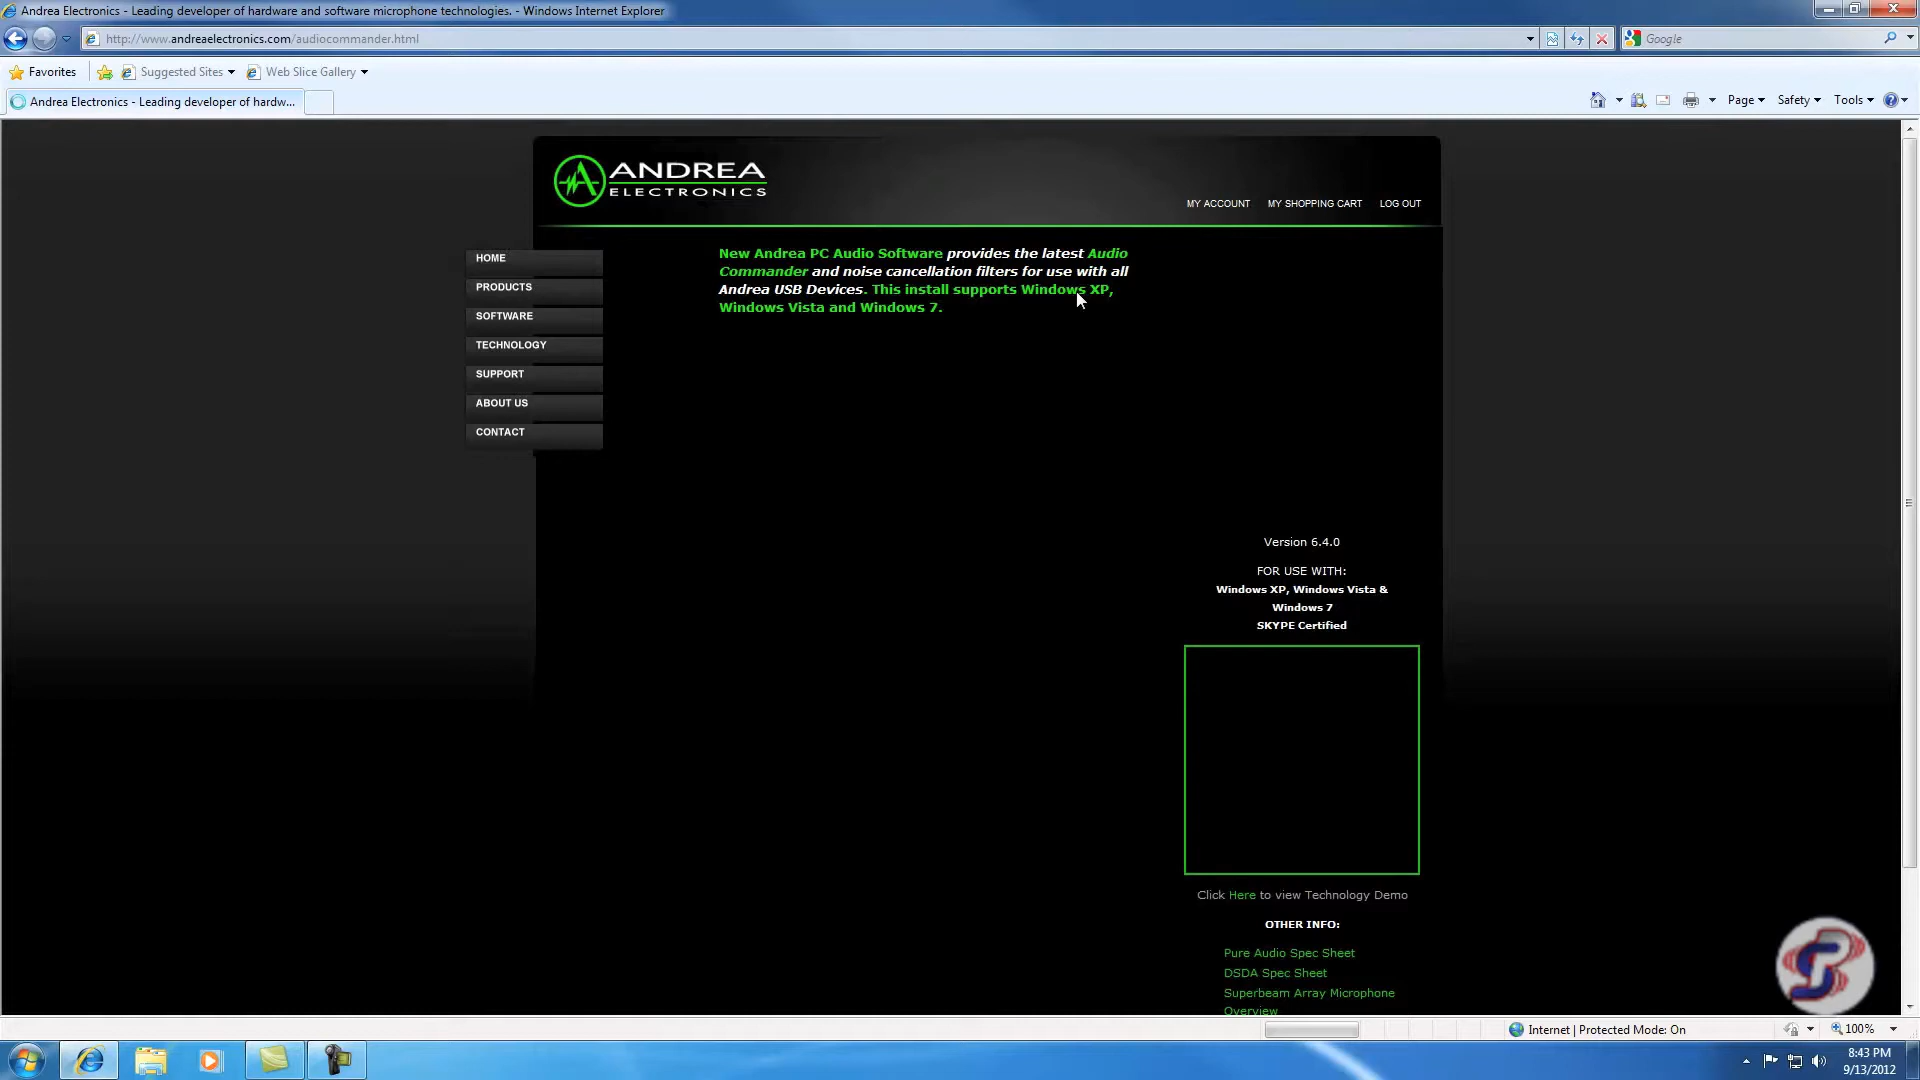 Andrea Electronics - Leading developer of hardware and software microphone technologies. - Windows Internet Explorer
http://www.andreaelectronics.com/audiocommander.html
Google
Favorites
Suggested Sites
Web Slice Gallery
Andrea Electronics - Leading developer of hardw...
Page
Safety
Tools
ANDREA
ELECTRONICS
MY ACCOUNT
MY SHOPPING CART
LOG OUT
HOME
PRODUCTS
SOFTWARE
TECHNOLOGY
SUPPORT
ABOUT US
CONTACT
New Andrea PC Audio Software provides the latest Audio
Commander and noise cancellation filters for use with all
Andrea USB Devices. This install supports Windows XP,
Windows Vista and Windows 7.
Version 6.4.0
FOR USE WITH:
Windows XP, Windows Vista &
Windows 7
SKYPE Certified
Click Here to view Technology Demo
OTHER INFO:
Pure Audio Spec Sheet
DSDA Spec Sheet
Superbeam Array Microphone
Overview
Internet | Protected Mode: On
100%
8:43 PM
9/13/2012